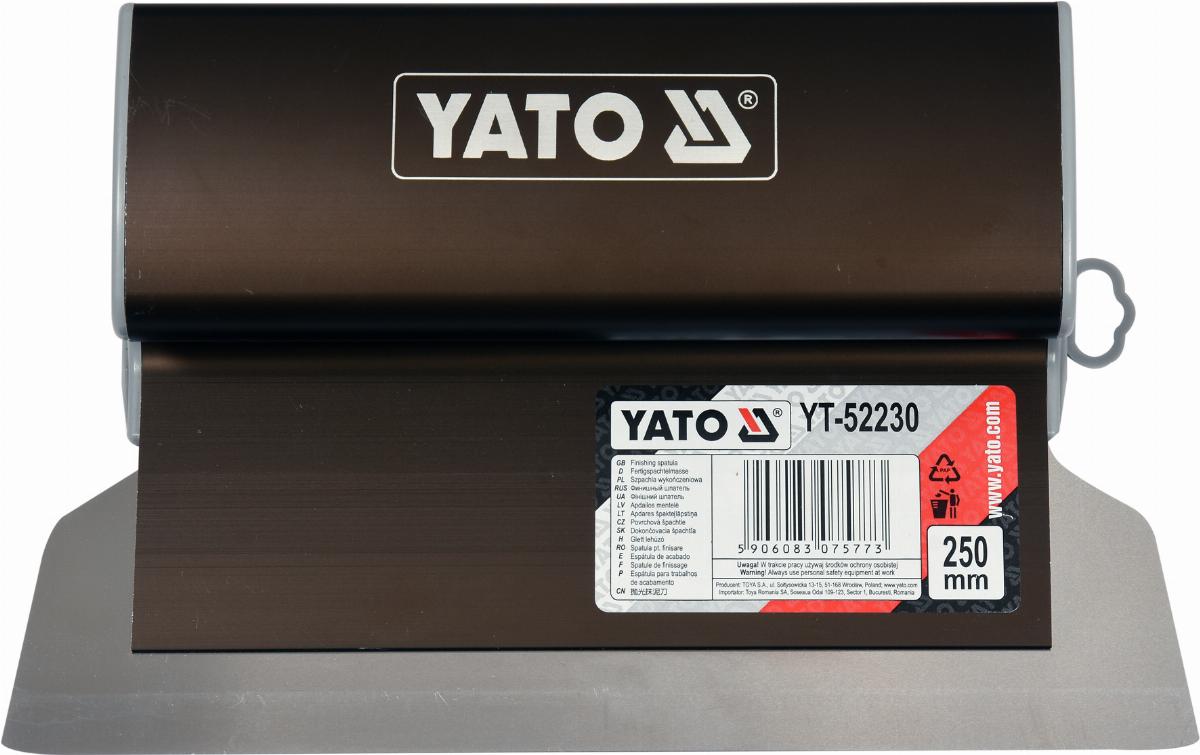 YATO ®
YATO ® YT-52230
www.yato.com
GB Finishing spatula
D Fertigspachtelmasse
PL Szpachla wykończeniowa
RUS Финишный шпатель
UA Фінішний шпатель
LV Apdailos mentelė
LT Apdares špakteļlāpstiņa
CZ Povrchová špachtle
SK Dokončovacia špachtľa
H Glett lehúzó
RO Spatula pt. finisare
E Espátula de acabado
F Spatule de finissage
P Espátula para trabalhos
de acabamento
CN 抛光抹泥刀
5 906083 075773
PAP
Uwaga! W trakcie pracy używaj środków ochrony osobistej
Warning! Always use personal safety equipment at work
Producent: TOYA S.A., ul. Sołtysowicka 13-15, 51-168 Wrocław, Poland; www.yato.com
Importator: Toya Romania SA, Soseaua Odai 109-123, Sector 1, Bucuresti, Romania
250
mm